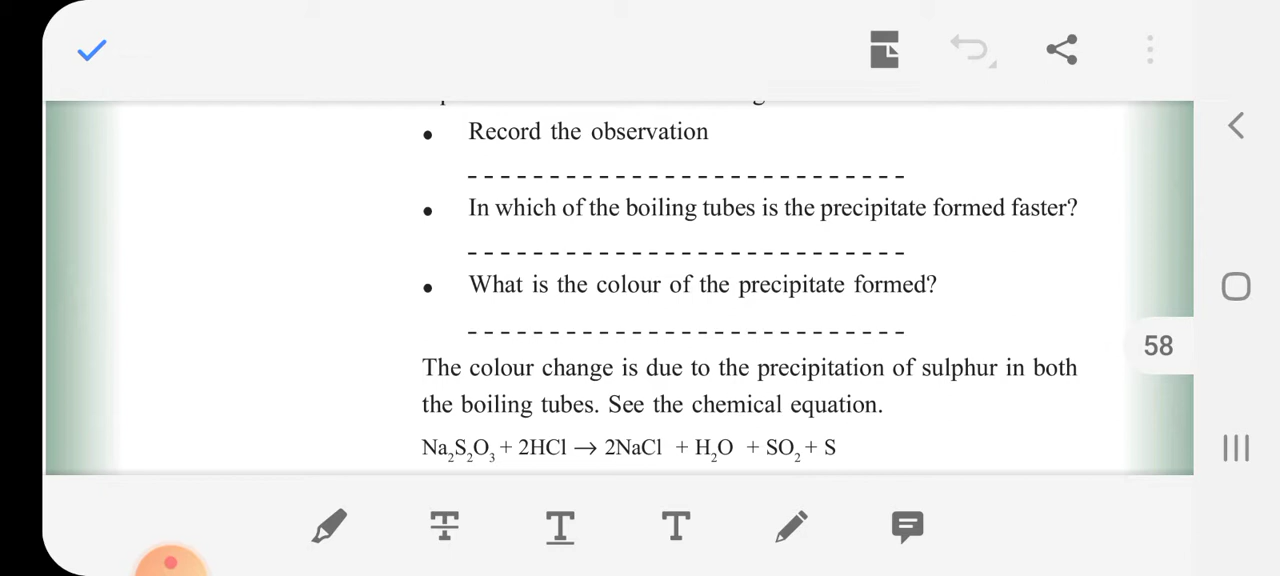 • Record the observation
• In which of the boiling tubes is the precipitate formed faster?
• What is the colour of the precipitate formed?
58
The colour change is due to the precipitation of sulphur in both
the boiling tubes. See the chemical equation.
Na₂S₂O₃ + 2HCl → 2NaCl + H₂O + SO₂ + S